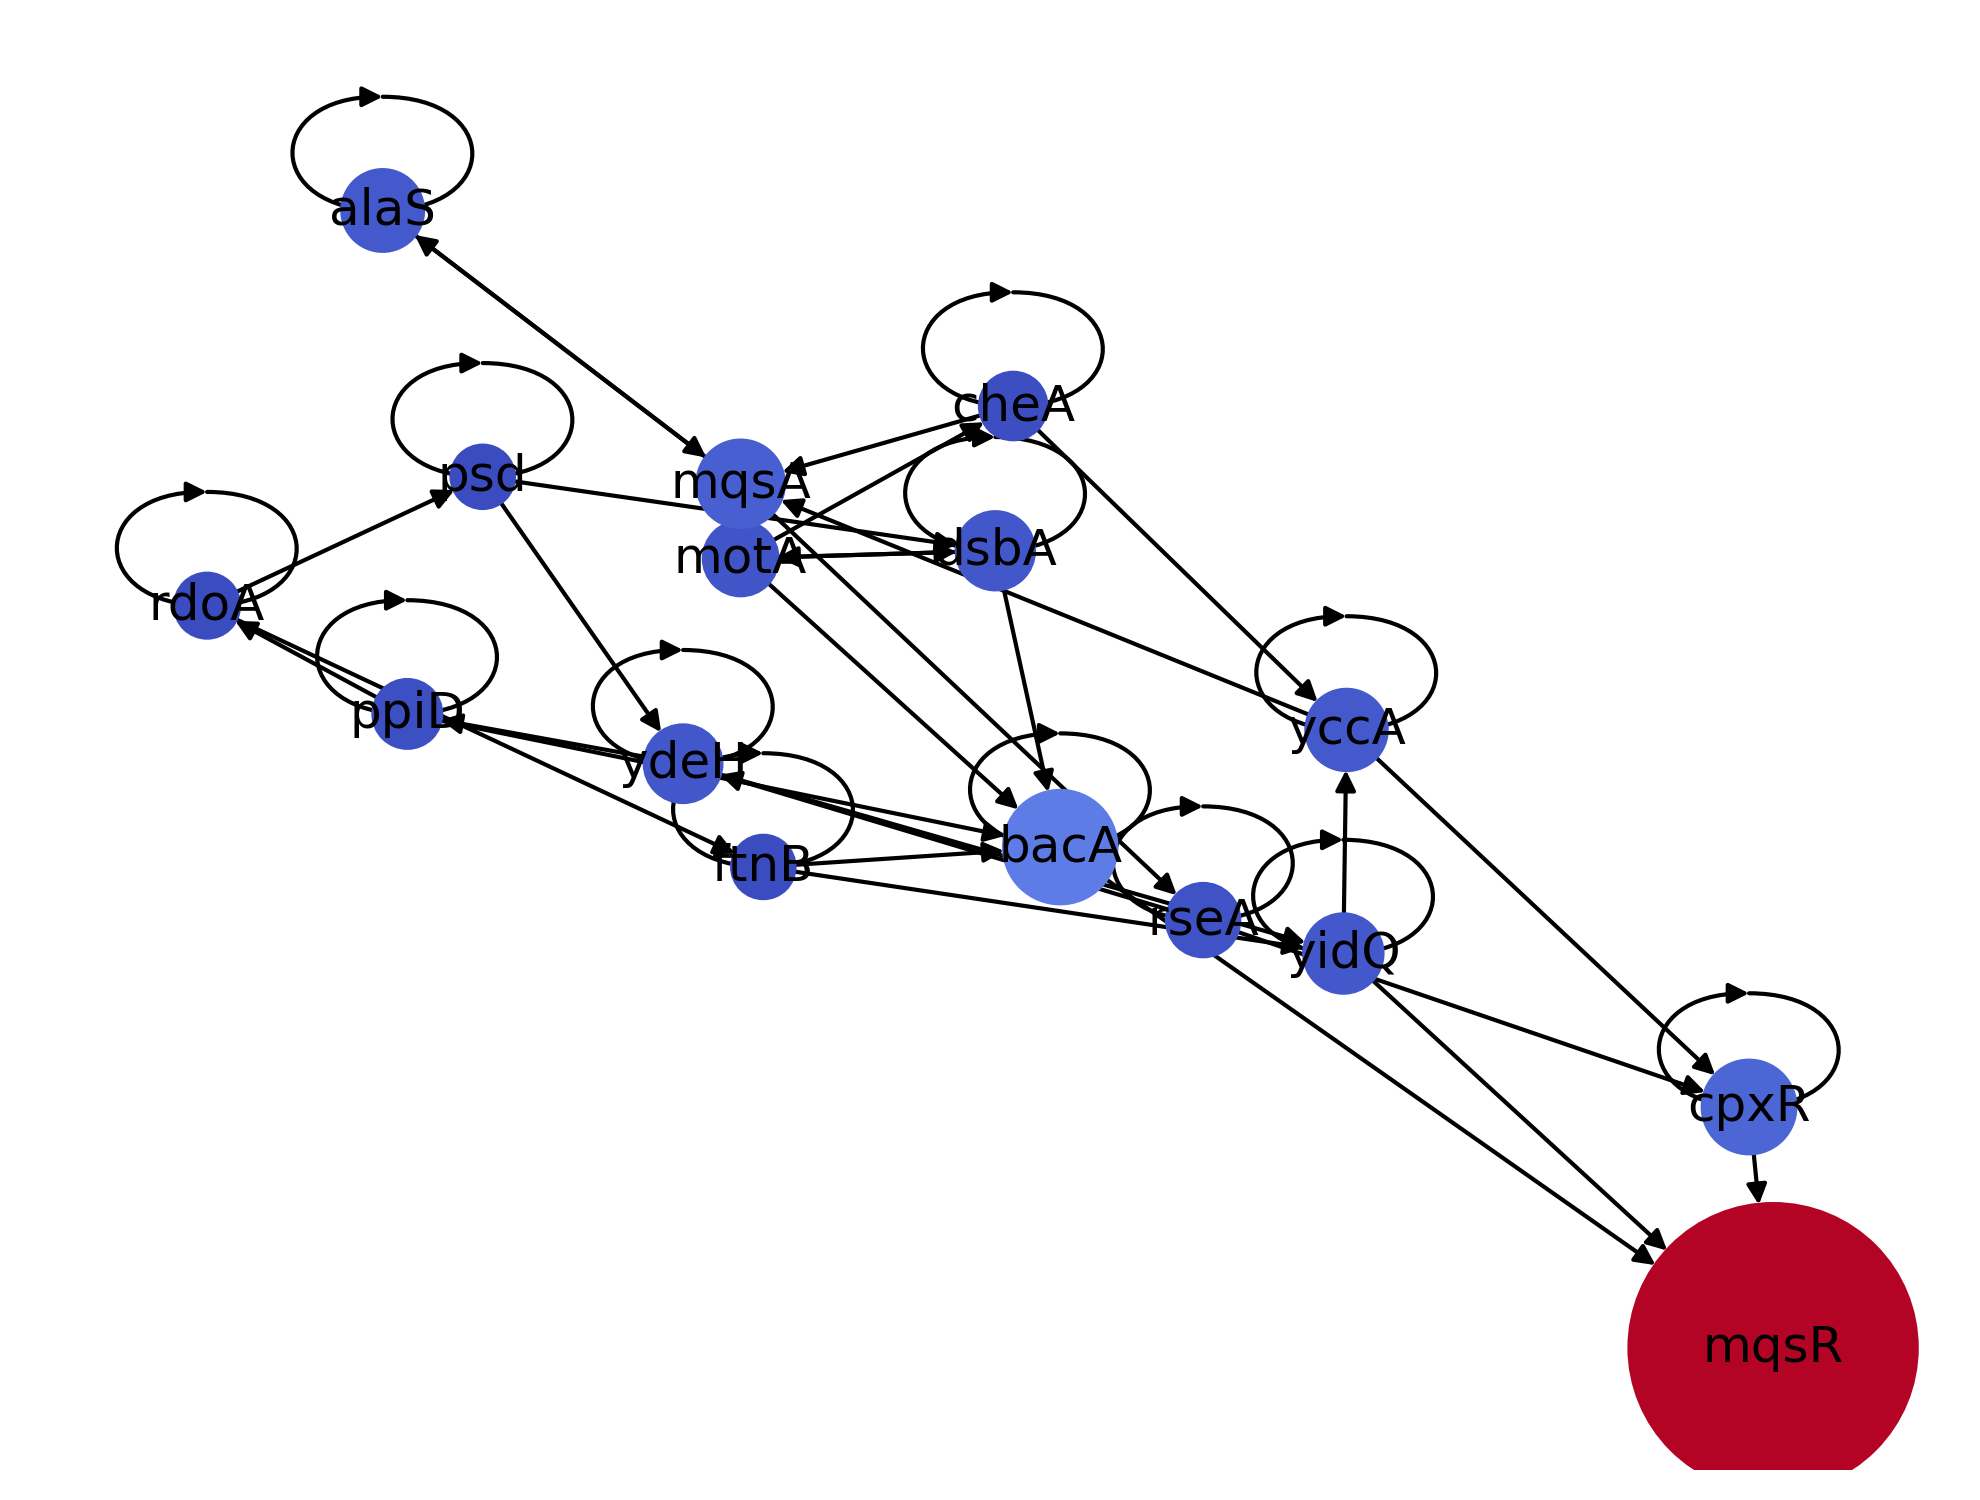 alaS
cheA
psd
mqsA
dsbA
motA
rdoA
ppiD
yccA
ydeH
bacA
ftnB
rseA
yidQ
cpxR
mqsR